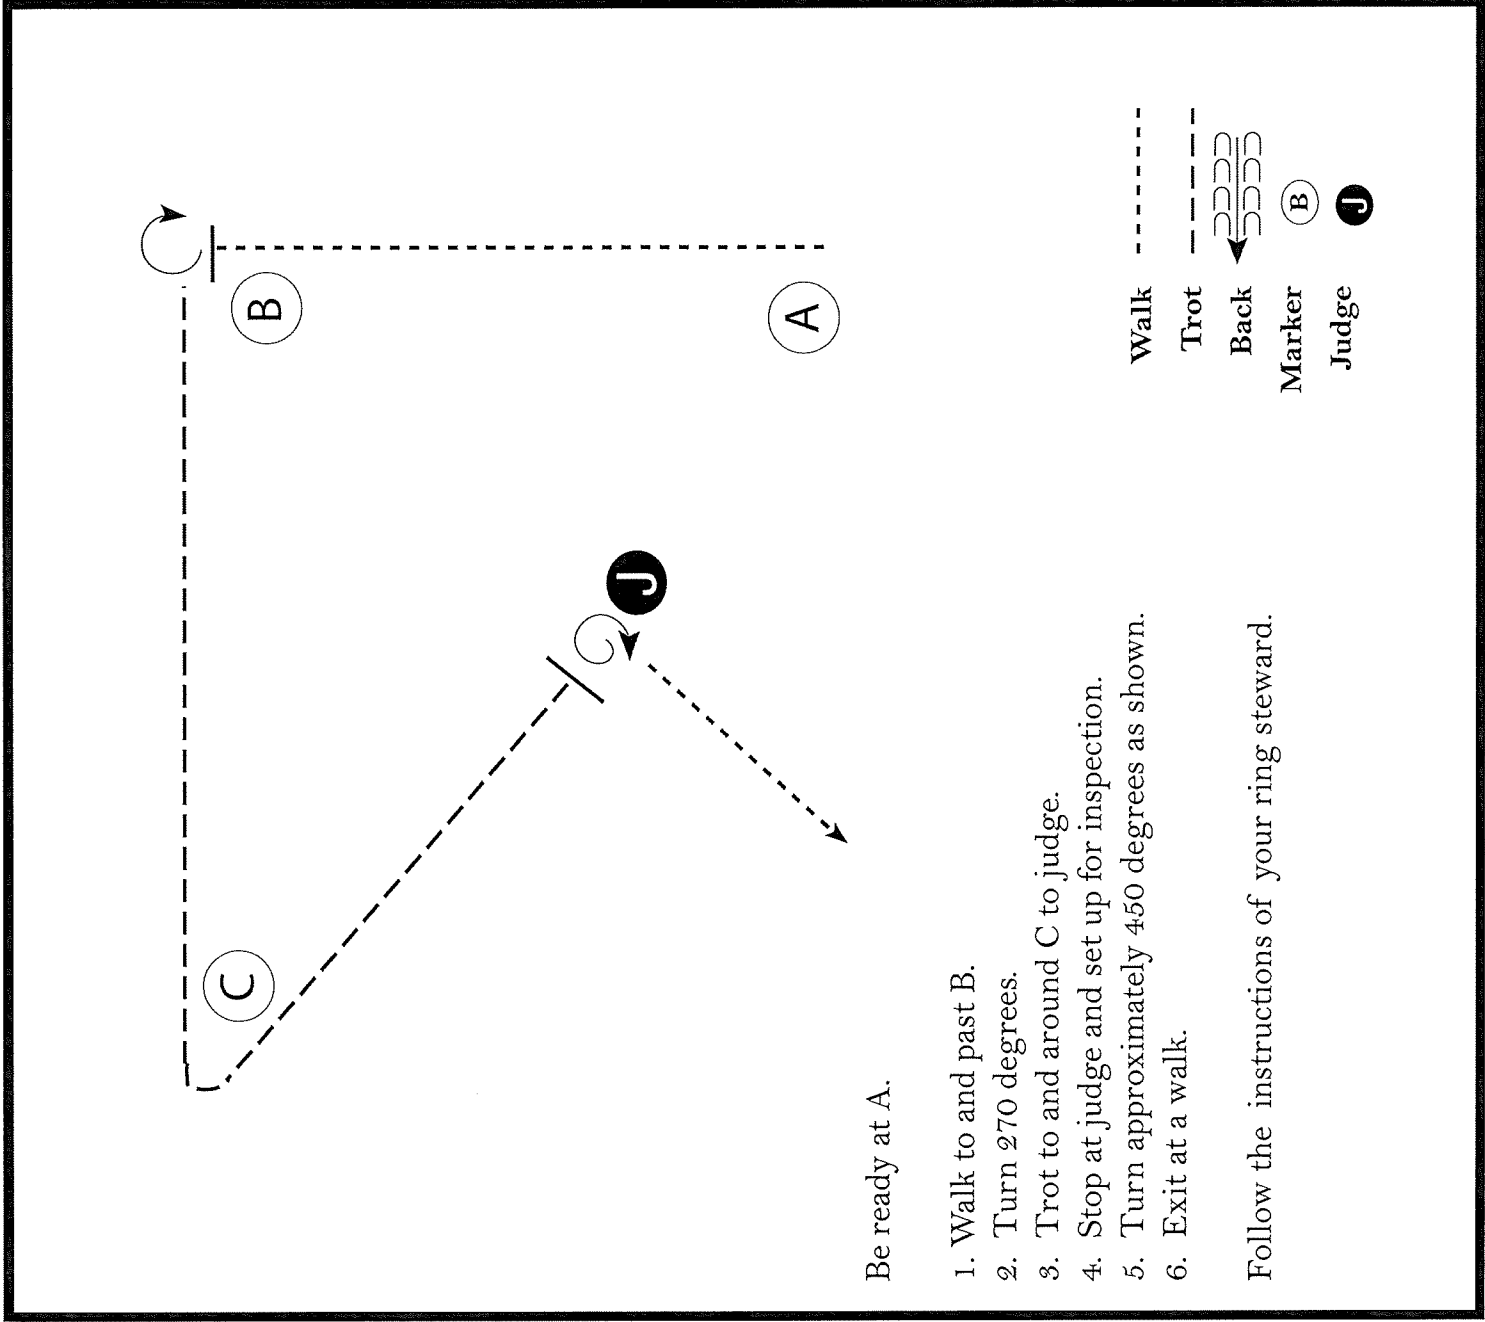 B
A
C
J
Be ready at A.
1. Walk to and past B.
2. Turn 270 degrees.
3. Trot to and around C to judge.
4. Stop at judge and set up for inspection.
5. Turn approximately 450 degrees as shown.
6. Exit at a walk.
Follow the instructions of your ring steward.
Walk
Trot
Back
Marker B
Judge J